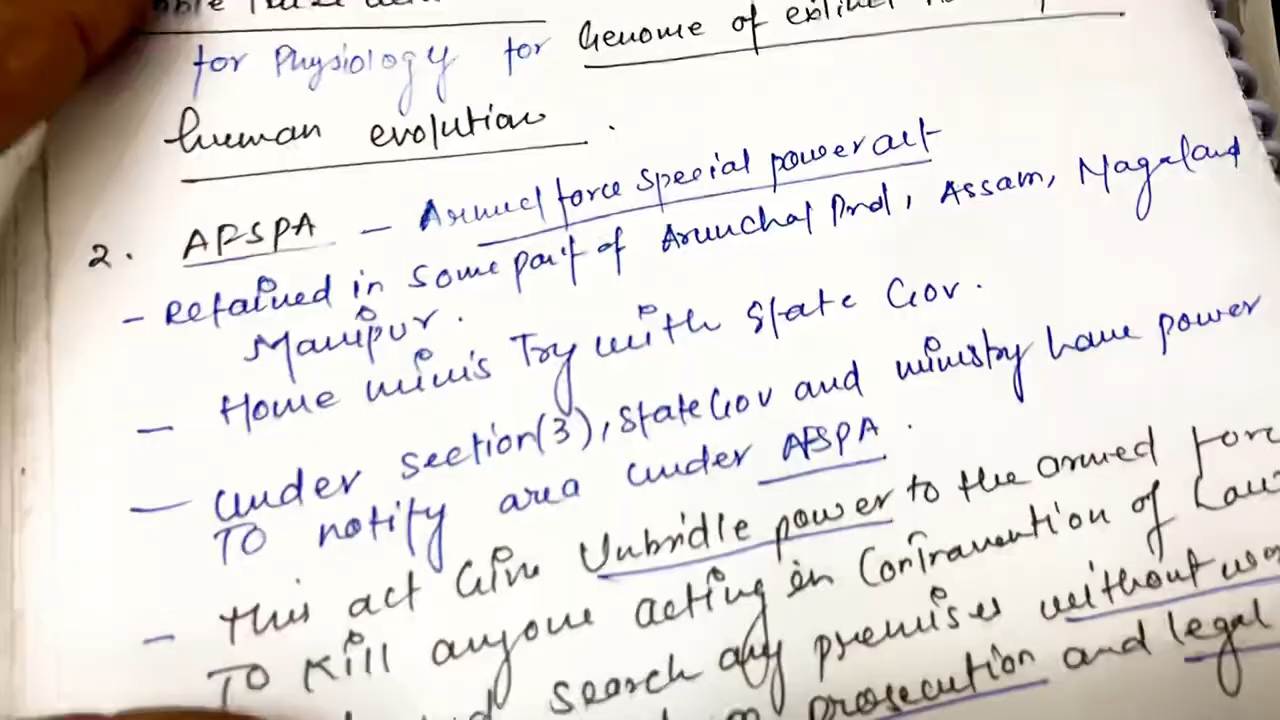 for Physiology for Genome of extinct
human evolution.
2. AFSPA - Armed force special power act
- Retained in some part of Arunchal Prd, Assam, Nagaland
Manipur.
- Home minis Try with state Gov.
- under section(3), state Gov and ministry have power
To notify area under AFSPA.
- This act Give Unbridle power to the armed forc
To Kill anyone acting in Contravention of Law
search any premises without
prosecution and legal